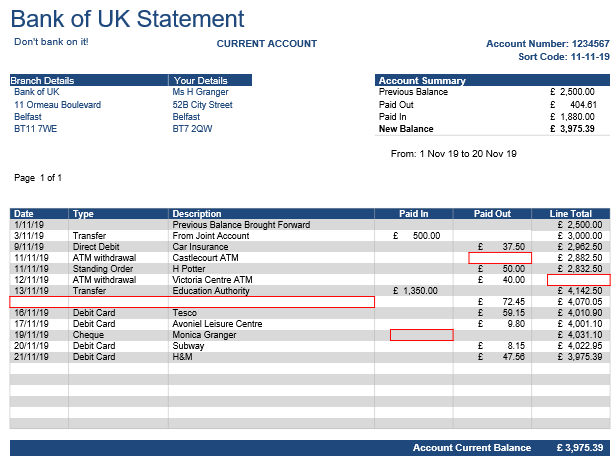 Bank of UK Statement
Don't bank on it!
CURRENT ACCOUNT
Account Number: 1234567
Sort Code: 11-11-19
Branch Details Your Details Account Summary
Bank of UK Ms H Granger Previous Balance £ 2,500.00
11 Ormeau Boulevard 52B City Street Paid Out £ 404.61
Belfast Belfast Paid In £ 1,880.00
BT11 7WE BT7 2QW New Balance £ 3,975.39
From: 1 Nov 19 to 20 Nov 19
Page 1 of 1
Date Type Description Paid In Paid Out Line Total
1/11/19 Previous Balance Brought Forward £ 2,500.00
3/11/19 Transfer From Joint Account £ 500.00 £ 3,000.00
9/11/19 Direct Debit Car Insurance £ 37.50 £ 2,962.50
11/11/19 ATM withdrawal Castlecourt ATM £ 2,882.50
11/11/19 Standing Order H Potter £ 50.00 £ 2,832.50
12/11/19 ATM withdrawal Victoria Centre ATM £ 40.00
13/11/19 Transfer Education Authority £ 1,350.00 £ 4,142.50
£ 72.45 £ 4,070.05
16/11/19 Debit Card Tesco £ 59.15 £ 4,010.90
17/11/19 Debit Card Avoniel Leisure Centre £ 9.80 £ 4,001.10
19/11/19 Cheque Monica Granger £ 4,031.10
20/11/19 Debit Card Subway £ 8.15 £ 4,022.95
21/11/19 Debit Card H&M £ 47.56 £ 3,975.39
Account Current Balance £ 3,975.39